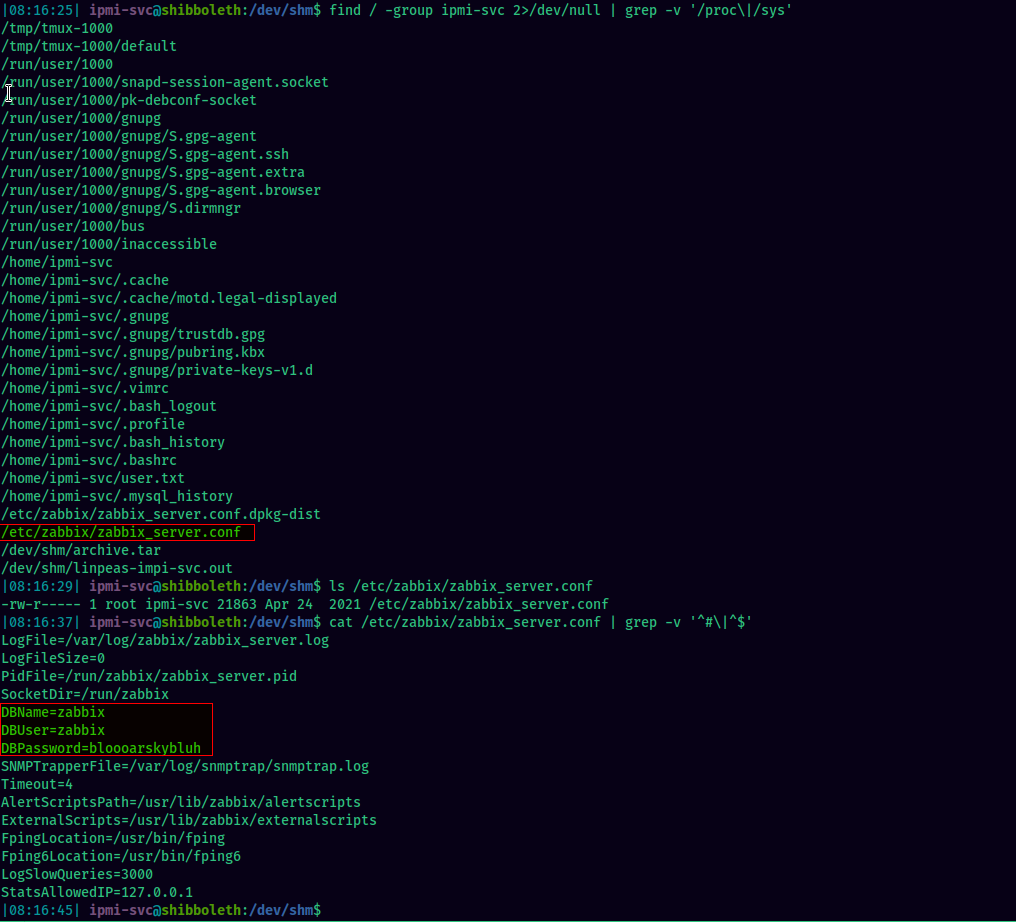 |08:16:25| ipmi-svc@shibboleth:/dev/shm$ find / -group ipmi-svc 2>/dev/null | grep -v '/proc\|/sys'
/tmp/tmux-1000
/tmp/tmux-1000/default
/run/user/1000
/run/user/1000/snapd-session-agent.socket
/run/user/1000/pk-debconf-socket
/run/user/1000/gnupg
/run/user/1000/gnupg/S.gpg-agent
/run/user/1000/gnupg/S.gpg-agent.ssh
/run/user/1000/gnupg/S.gpg-agent.extra
/run/user/1000/gnupg/S.gpg-agent.browser
/run/user/1000/gnupg/S.dirmngr
/run/user/1000/bus
/run/user/1000/inaccessible
/home/ipmi-svc
/home/ipmi-svc/.cache
/home/ipmi-svc/.cache/motd.legal-displayed
/home/ipmi-svc/.gnupg
/home/ipmi-svc/.gnupg/trustdb.gpg
/home/ipmi-svc/.gnupg/pubring.kbx
/home/ipmi-svc/.gnupg/private-keys-v1.d
/home/ipmi-svc/.vimrc
/home/ipmi-svc/.bash_logout
/home/ipmi-svc/.profile
/home/ipmi-svc/.bash_history
/home/ipmi-svc/.bashrc
/home/ipmi-svc/user.txt
/home/ipmi-svc/.mysql_history
/etc/zabbix/zabbix_server.conf.dpkg-dist
/etc/zabbix/zabbix_server.conf
/dev/shm/archive.tar
/dev/shm/linpeas-impi-svc.out
|08:16:29| ipmi-svc@shibboleth:/dev/shm$ ls /etc/zabbix/zabbix_server.conf
-rw-r----- 1 root ipmi-svc 21863 Apr 24  2021 /etc/zabbix/zabbix_server.conf
|08:16:37| ipmi-svc@shibboleth:/dev/shm$ cat /etc/zabbix/zabbix_server.conf | grep -v '^#\|^$'
LogFile=/var/log/zabbix/zabbix_server.log
LogFileSize=0
PidFile=/run/zabbix/zabbix_server.pid
SocketDir=/run/zabbix
DBName=zabbix
DBUser=zabbix
DBPassword=bloooarskybluh
SNMPTrapperFile=/var/log/snmptrap/snmptrap.log
Timeout=4
AlertScriptsPath=/usr/lib/zabbix/alertscripts
ExternalScripts=/usr/lib/zabbix/externalscripts
FpingLocation=/usr/bin/fping
Fping6Location=/usr/bin/fping6
LogSlowQueries=3000
StatsAllowedIP=127.0.0.1
|08:16:45| ipmi-svc@shibboleth:/dev/shm$